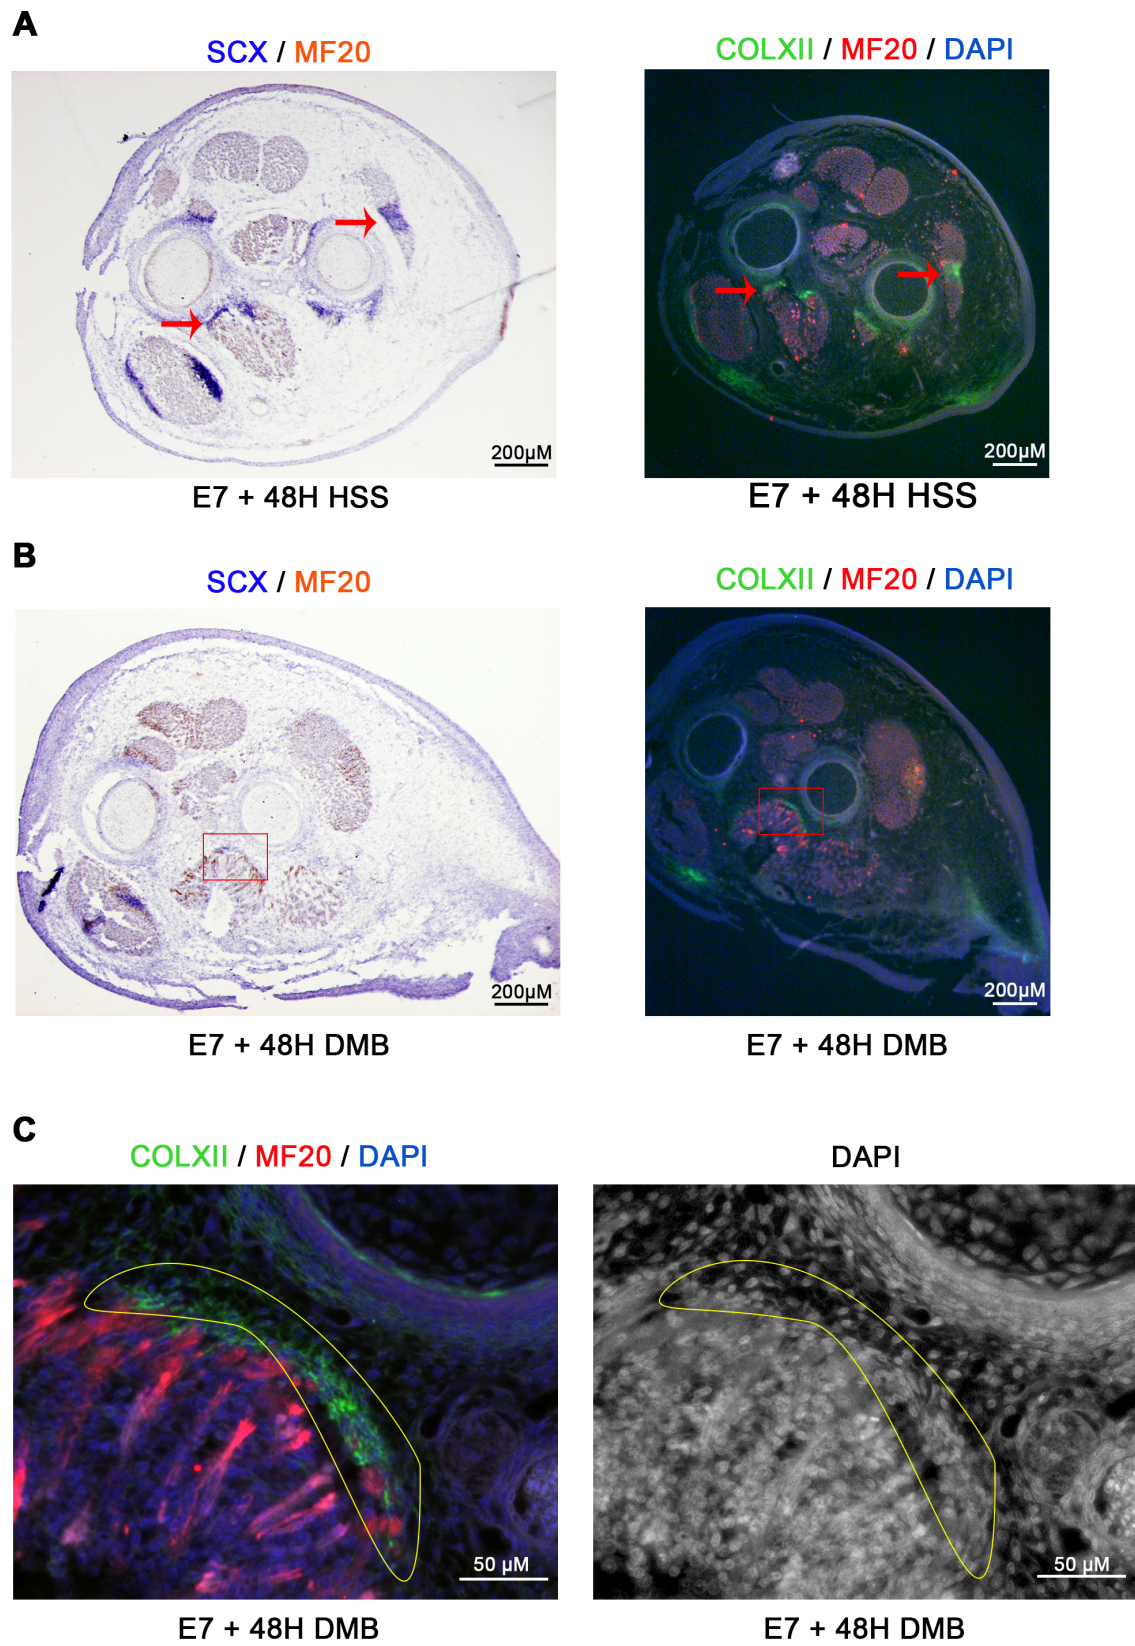 A
SCX / MF20
COLXII / MF20 / DAPI
200µM
200µM
E7 + 48H HSS
E7 + 48H HSS
B
SCX / MF20
COLXII / MF20 / DAPI
200µM
200µM
E7 + 48H DMB
E7 + 48H DMB
C
COLXII / MF20 / DAPI
DAPI
50 µM
50 µM
E7 + 48H DMB
E7 + 48H DMB